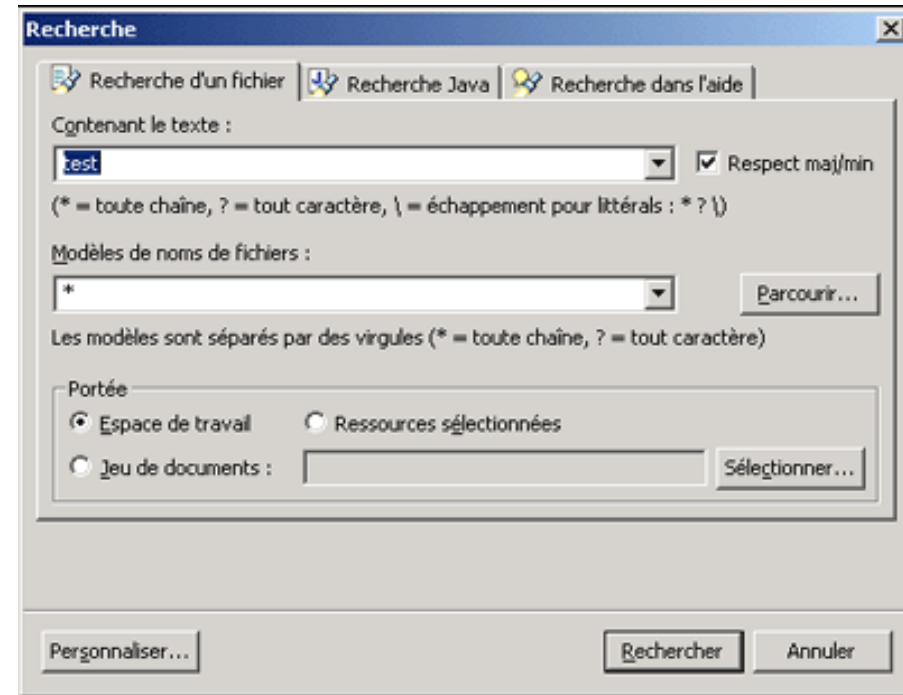 Recherche
Recherche d'un fichier Recherche Java Recherche dans l'aide
Contenant le texte :
test Respect maj/min
(* = toute chaîne, ? = tout caractère, \ = échappement pour littérals : * ? \)
Modèles de noms de fichiers :
* Parcourir...
Les modèles sont séparés par des virgules (* = toute chaîne, ? = tout caractère)
Portée
Espace de travail Ressources sélectionnées
Jeu de documents : Sélectionner...
Personnaliser... Rechercher Annuler